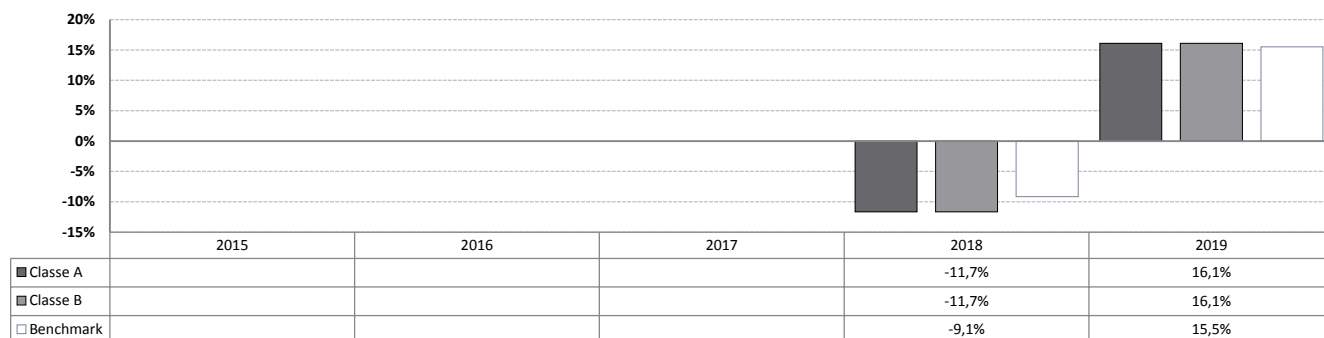 20%
15%
10%
5%
0%
-5%
-10%
-15%
2015 2016 2017 2018 2019
Classe A -11,7% 16,1%
Classe B -11,7% 16,1%
Benchmark -9,1% 15,5%